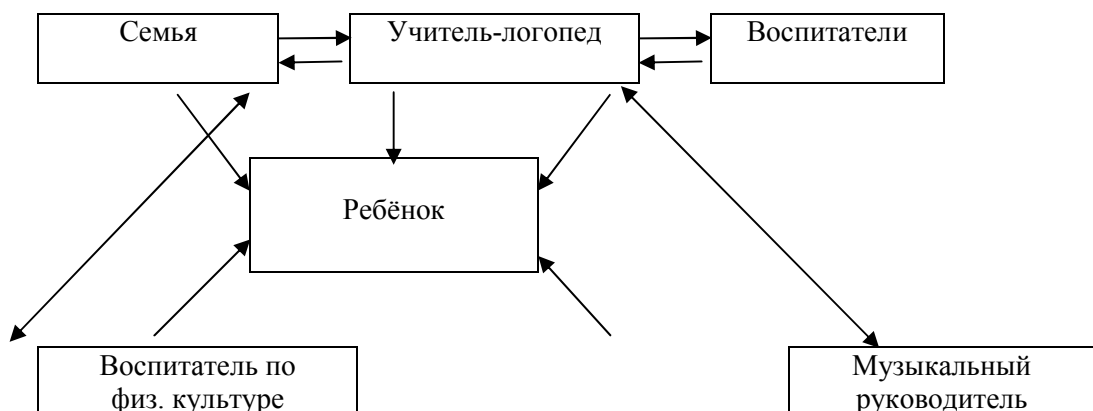 Семья
Учитель-логопед
Воспитатели
Ребёнок
Воспитатель по
физ. культуре
Музыкальный
руководитель